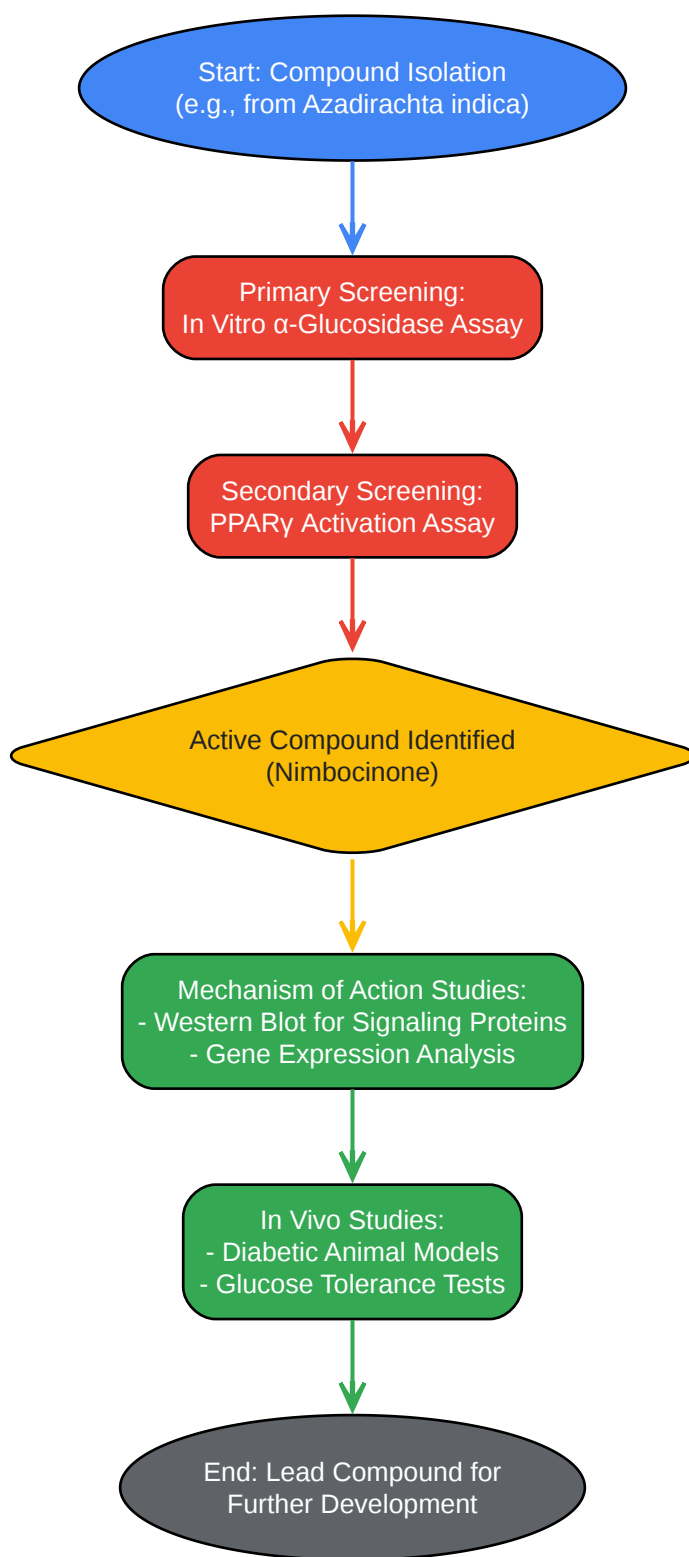 Start: Compound Isolation
(e.g., from Azadirachta indica)
Primary Screening:
In Vitro α-Glucosidase Assay
Secondary Screening:
PPARγ Activation Assay
Active Compound Identified
(Nimbocinone)
Mechanism of Action Studies:
- Western Blot for Signaling Proteins
- Gene Expression Analysis
In Vivo Studies:
- Diabetic Animal Models
- Glucose Tolerance Tests
End: Lead Compound for
Further Development